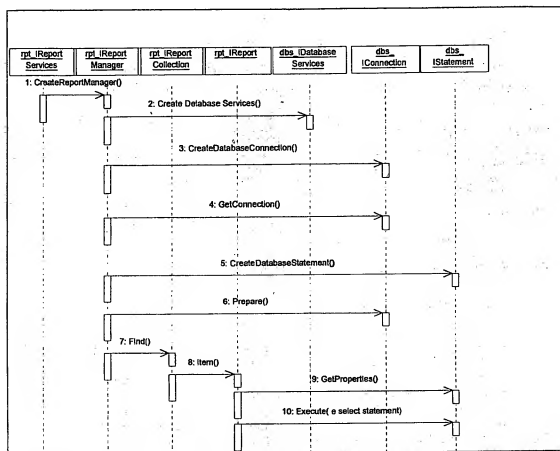 rpt_IReport
Services
rpt_IReport
Manager
rpt_IReport
Collection
rpt_IReport
dbs_IDatabase
Services
dbs_
IConnection
dbs_
IStatement
1: CreateReportManager()
2: Create Database Services()
3: CreateDatabaseConnection()
4: GetConnection()
5: CreateDatabaseStatement()
6: Prepare()
7: Find()
8: Item()
9: GetProperties()
10: Execute( e select statement)